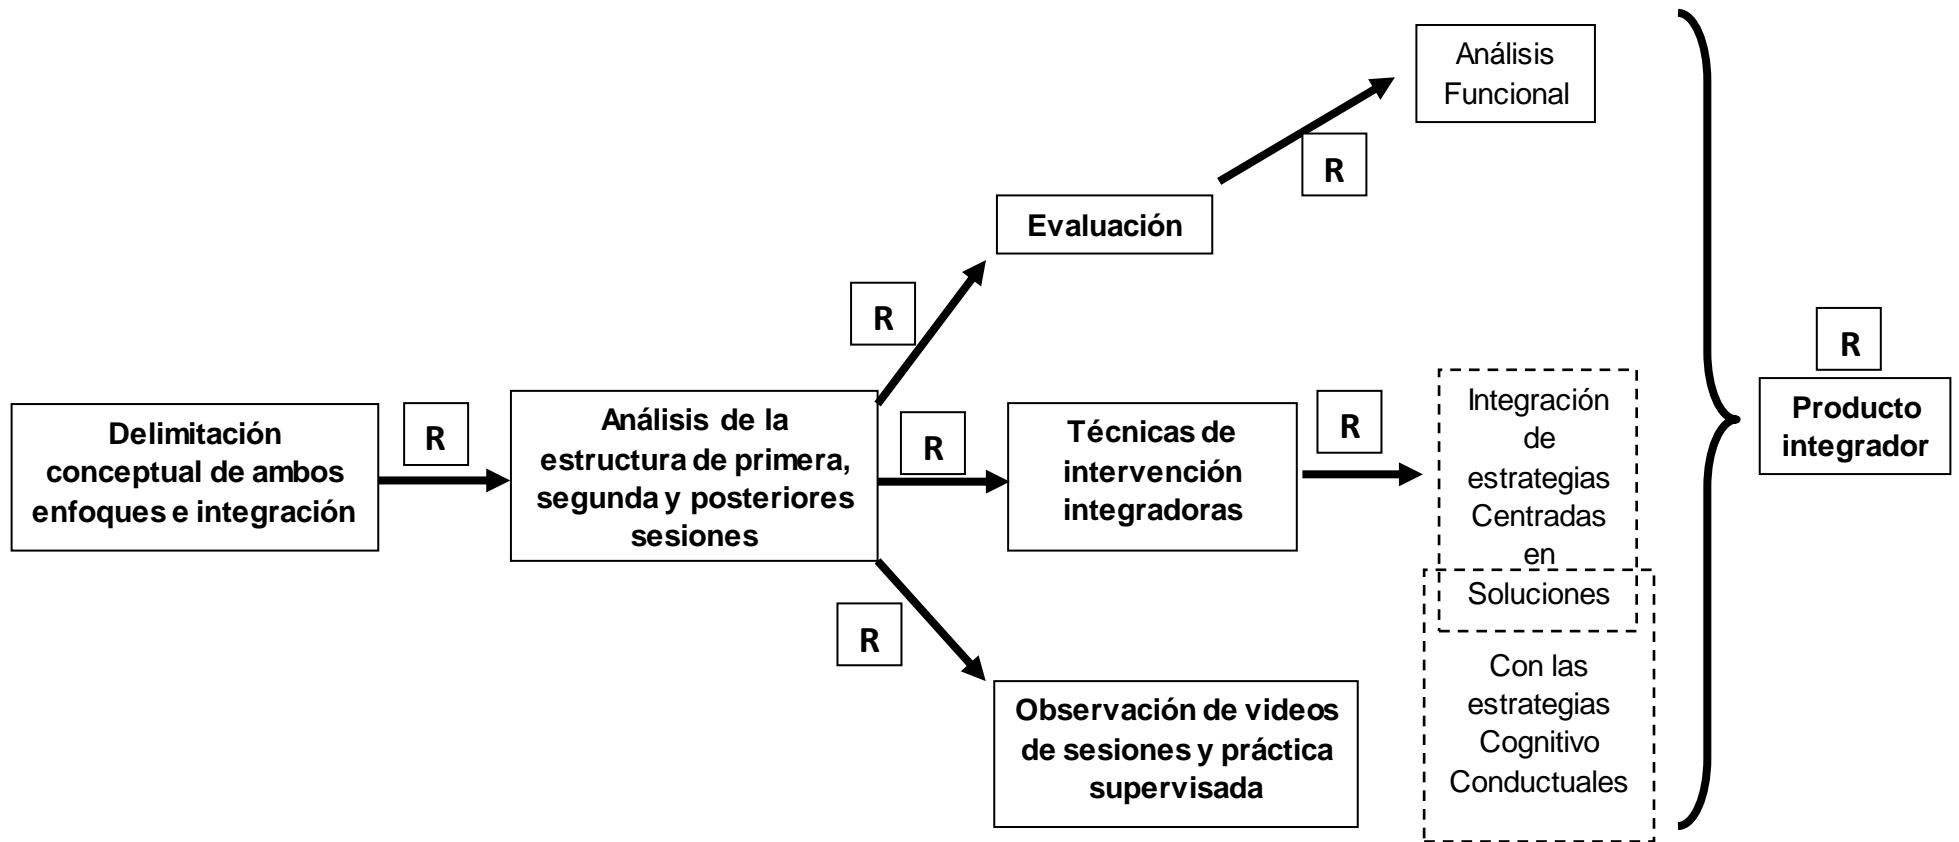 Análisis
Funcional
R
Evaluación
R
R
Producto
integrador
Delimitación
conceptual de ambos
enfoques e integración
R
Análisis de la
estructura de primera,
segunda y posteriores
sesiones
R
Técnicas de
intervención
integradoras
R
Integración
de
estrategias
Centradas
en
Soluciones
Con las
estrategias
Cognitivo
Conductuales
R
Observación de videos
de sesiones y práctica
supervisada